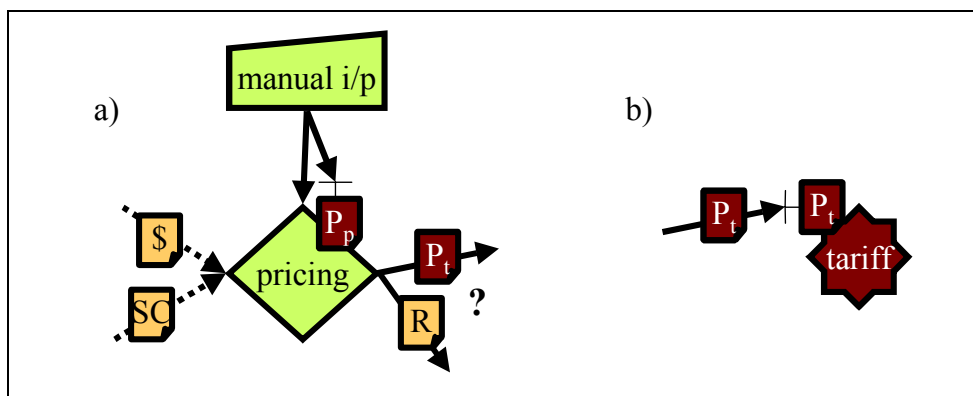 manual i/p
a)
b)
$
Pp
Pt
Pt
Pt
pricing
tariff
SC
R
?